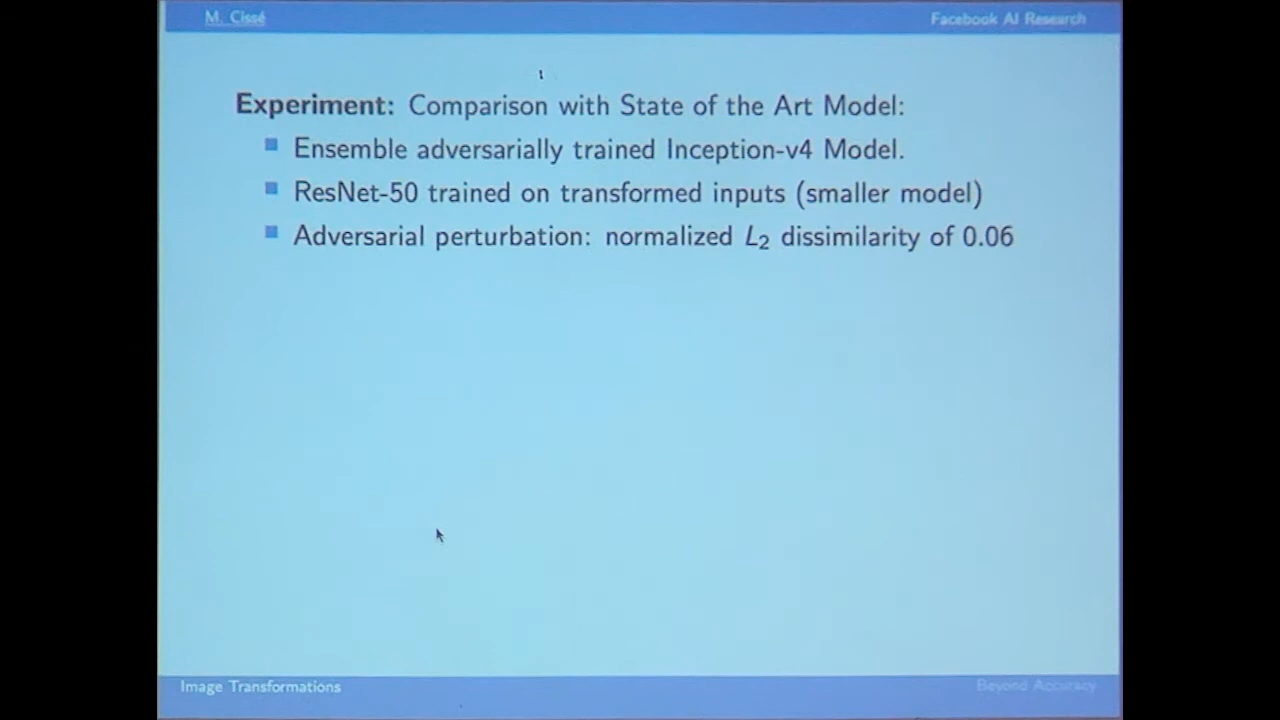 M. Cissé
Facebook AI Research
Experiment: Comparison with State of the Art Model:
Ensemble adversarially trained Inception-v4 Model.
ResNet-50 trained on transformed inputs (smaller model)
Adversarial perturbation: normalized L₂ dissimilarity of 0.06
Image Transformations
Beyond Accuracy